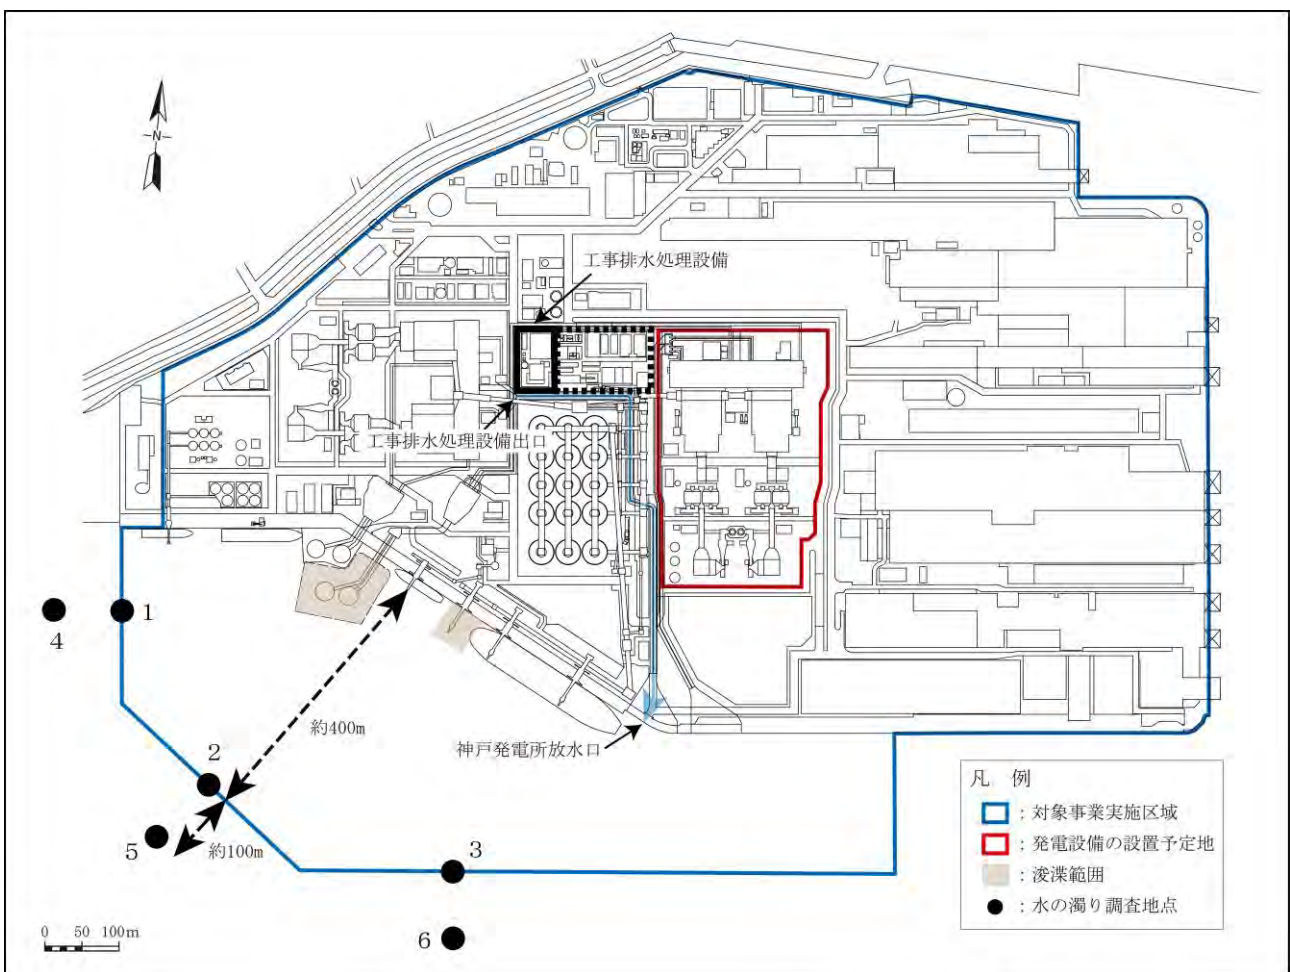 N
工事排水処理設備
工事排水処理設備出口
1
4
約400m
2
神戸発電所放水口
5
約100m
3
6
0 50 100m
凡 例
：対象事業実施区域
：発電設備の設置予定地
：浚渫範囲
：水の濁り調査地点